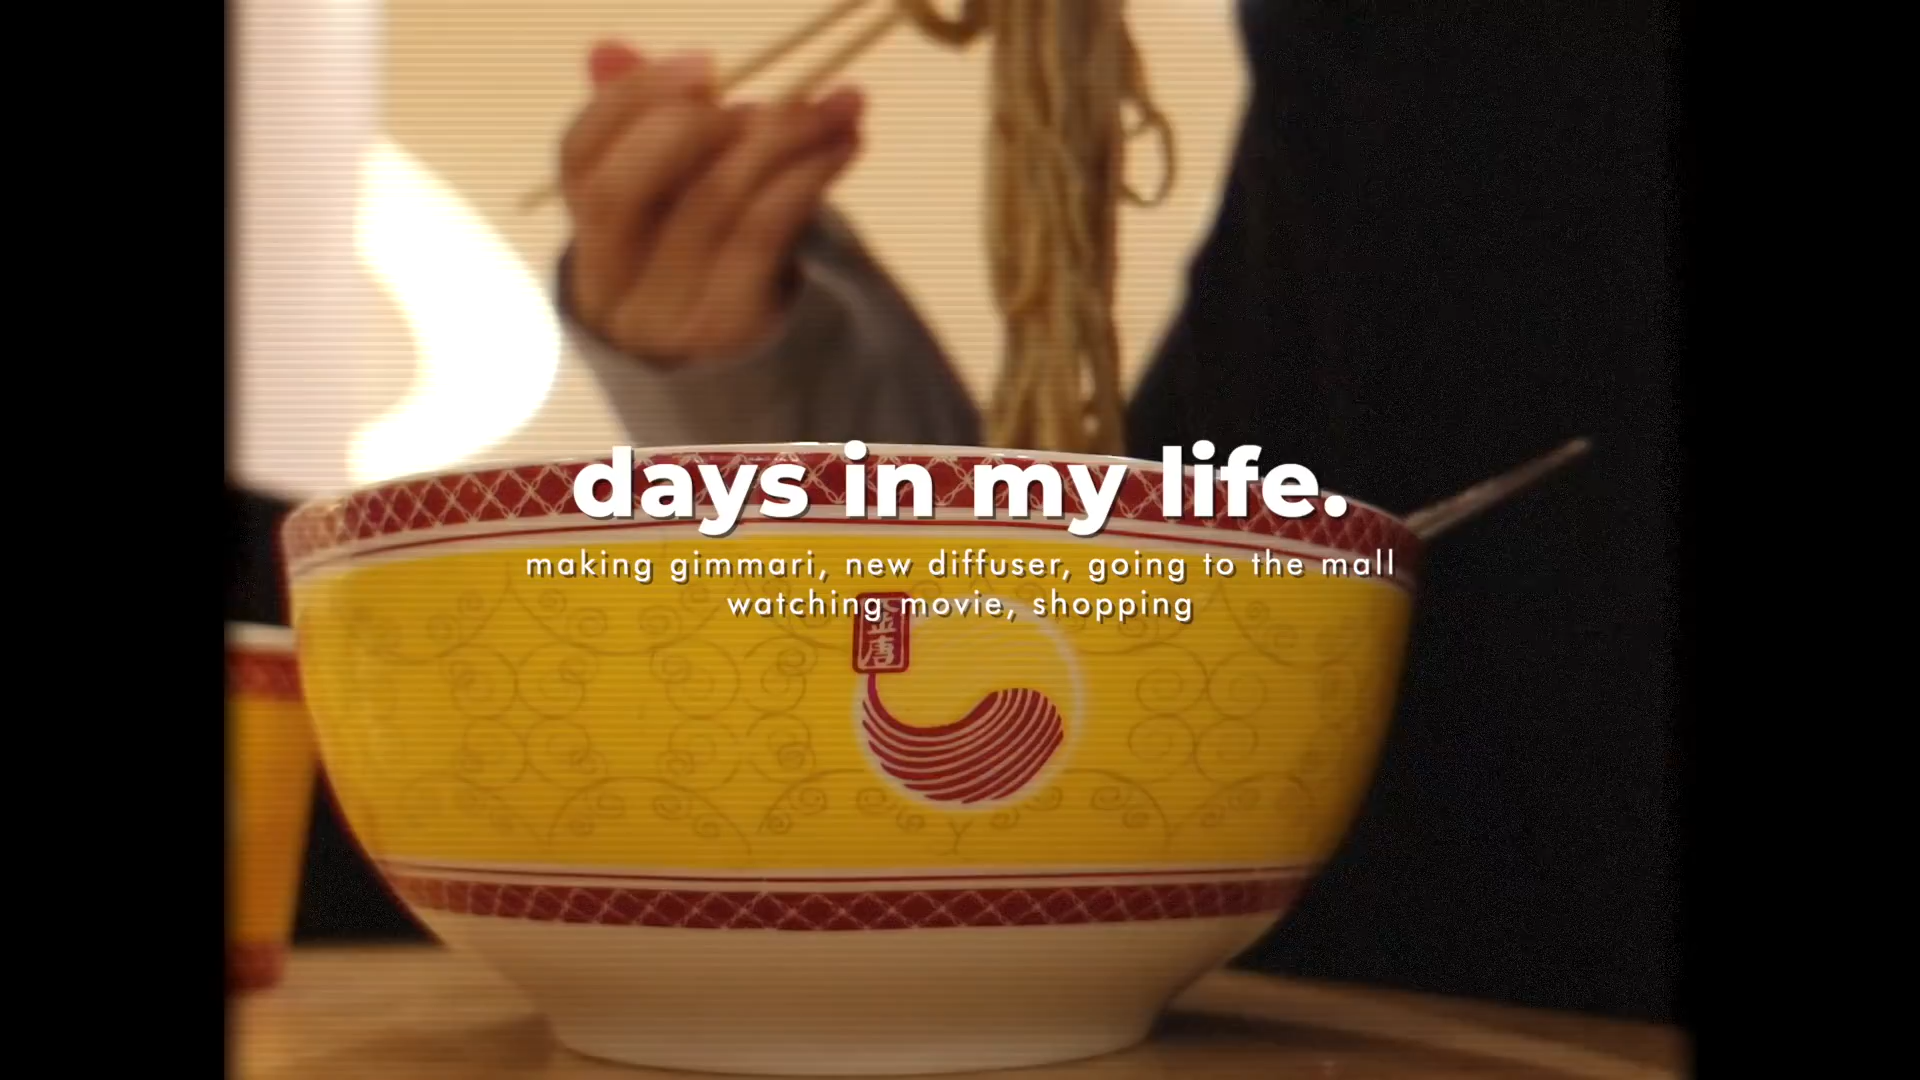 days in my life.
making gimmari, new diffuser, going to the mall
watching movie, shopping